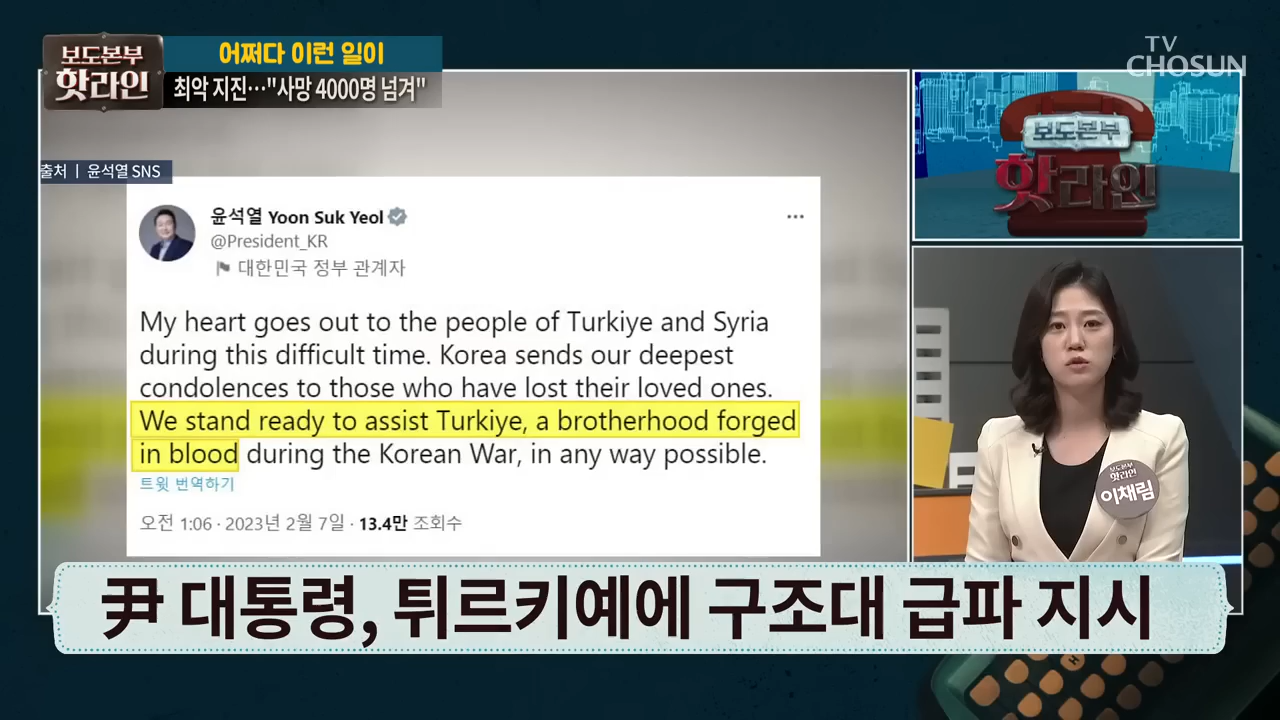 보도본부
핫라인
어쩌다 이런 일이
최악 지진…"사망 4000명 넘겨"
TV
CHOSUN
출처 | 윤석열 SNS
윤석열 Yoon Suk Yeol
@President_KR
대한민국 정부 관계자
My heart goes out to the people of Turkiye and Syria
during this difficult time. Korea sends our deepest
condolences to those who have lost their loved ones.
We stand ready to assist Turkiye, a brotherhood forged
in blood during the Korean War, in any way possible.
트윗 번역하기
오전 1:06 · 2023년 2월 7일 · 13.4만 조회수
보도본부
핫라인
보도본부
핫라인
이채림
尹 대통령, 튀르키예에 구조대 급파 지시